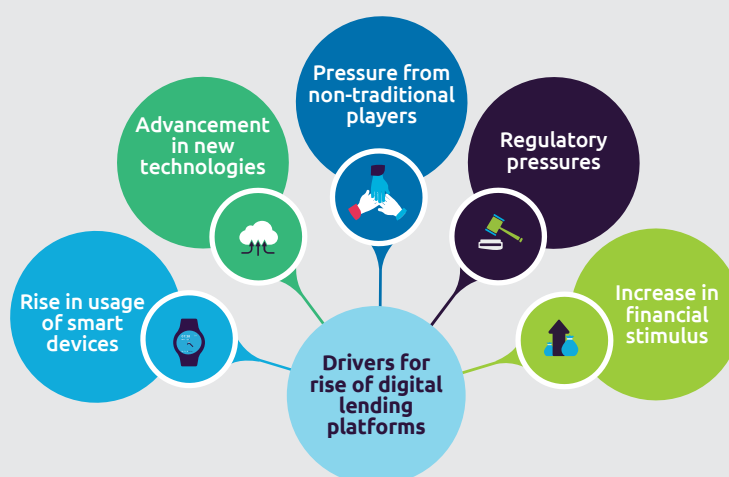 Pressure from
non-traditional
players
Advancement
in new
technologies
Regulatory
pressures
Rise in usage
of smart
devices
Increase in
financial
stimulus
Drivers for
rise of digital
lending
platforms